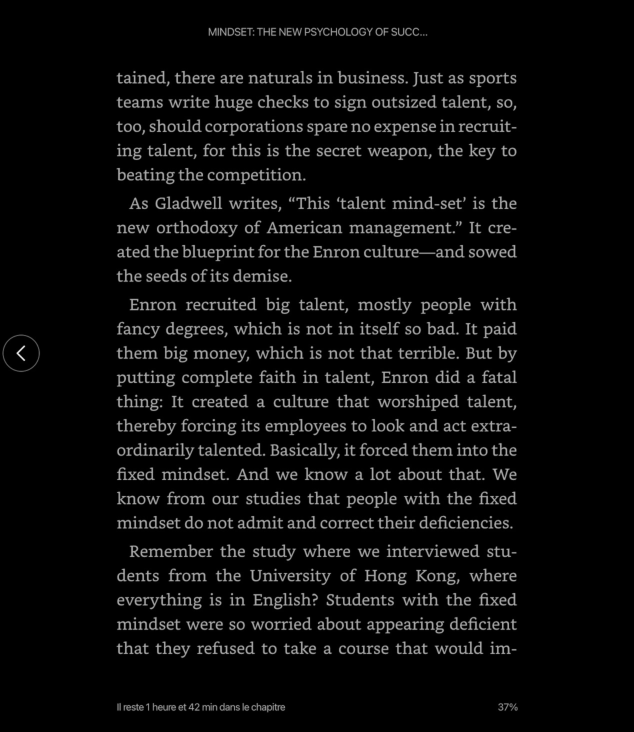 MINDSET: THE NEW PSYCHOLOGY OF SUCC...
tained, there are naturals in business. Just as sports
teams write huge checks to sign outsized talent, so,
too, should corporations spare no expense in recruit-
ing talent, for this is the secret weapon, the key to
beating the competition.
As Gladwell writes, “This ‘talent mind-set’ is the
new orthodoxy of American management.” It cre-
ated the blueprint for the Enron culture—and sowed
the seeds of its demise.
Enron recruited big talent, mostly people with
fancy degrees, which is not in itself so bad. It paid
them big money, which is not that terrible. But by
putting complete faith in talent, Enron did a fatal
thing: It created a culture that worshiped talent,
thereby forcing its employees to look and act extra-
ordinarily talented. Basically, it forced them into the
fixed mindset. And we know a lot about that. We
know from our studies that people with the fixed
mindset do not admit and correct their deficiencies.
Remember the study where we interviewed stu-
dents from the University of Hong Kong, where
everything is in English? Students with the fixed
mindset were so worried about appearing deficient
that they refused to take a course that would im-
Il reste 1 heure et 42 min dans le chapitre
37%